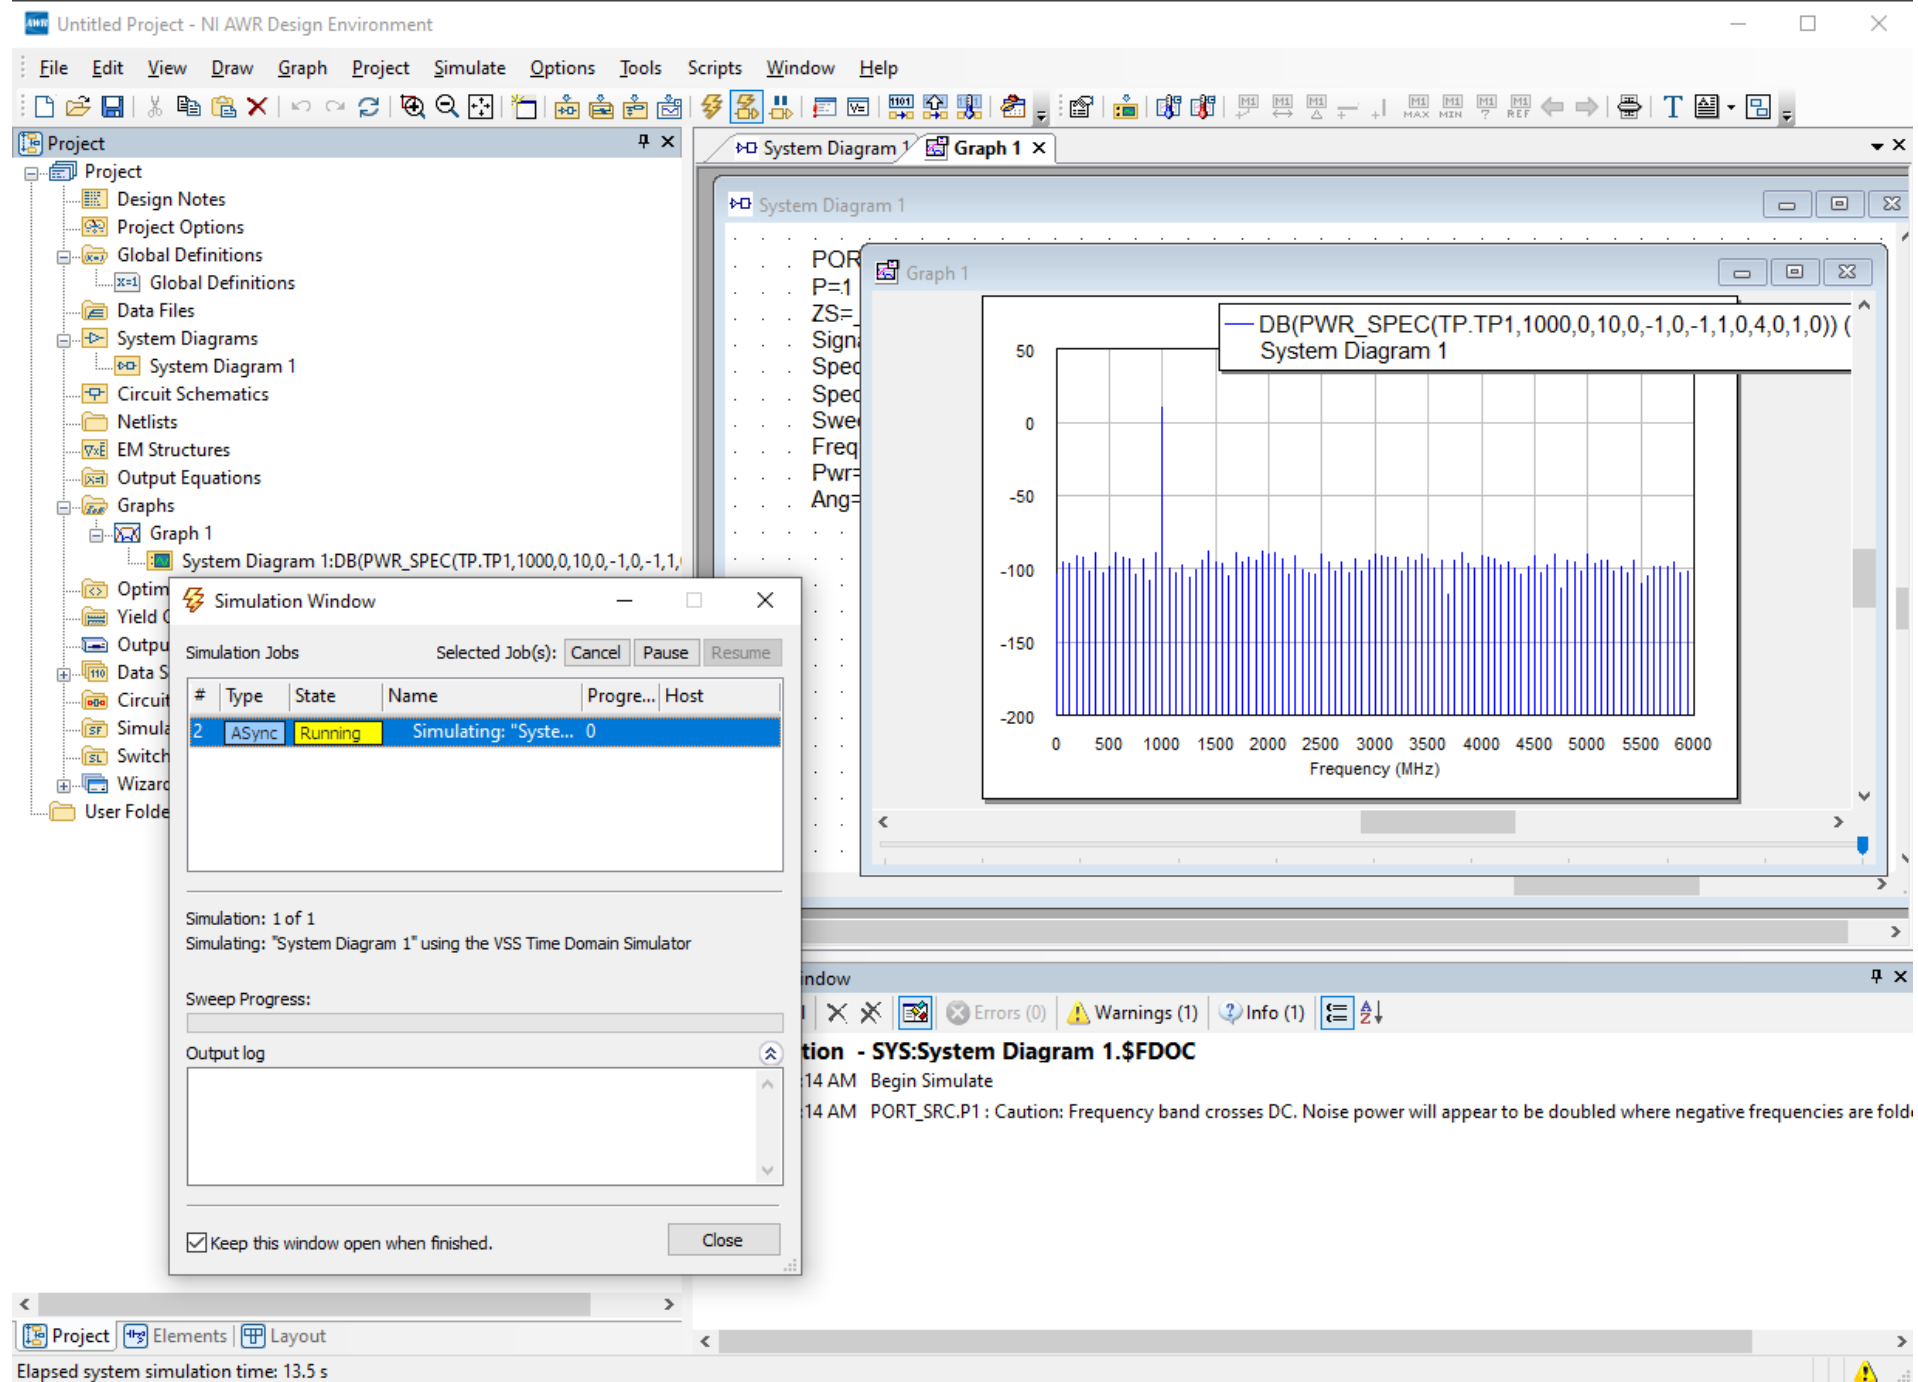 Untitled Project - NI AWR Design Environment
File Edit View Draw Graph Project Simulate Options Tools Scripts Window Help
Project
System Diagram 1
Graph 1
Project
Design Notes
Project Options
Global Definitions
Global Definitions
Data Files
System Diagrams
System Diagram 1
Circuit Schematics
Netlists
EM Structures
Output Equations
Graphs
Graph 1
System Diagram 1:DB(PWR_SPEC(TP.TP1,1000,0,10,0,-1,0,-1,1,
Optim
Yield
Outpu
Data S
Circuit
Simula
Switch
Wizard
User Folde
System Diagram 1
POR
P=1
ZS=_
Signa
Spec
Spec
Swe
Freq
Pwr=
Ang=
Graph 1
DB(PWR_SPEC(TP.TP1,1000,0,10,0,-1,0,-1,1,0,4,0,1,0)) (
System Diagram 1
50
0
-50
-100
-150
-200
0 500 1000 1500 2000 2500 3000 3500 4000 4500 5000 5500 6000
Frequency (MHz)
Simulation Window
Simulation Jobs
Selected Job(s): Cancel Pause Resume
# Type State Name Progre... Host
2 ASync Running Simulating: "Syste... 0
Simulation: 1 of 1
Simulating: "System Diagram 1" using the VSS Time Domain Simulator
Sweep Progress:
Output log
Keep this window open when finished.
Close
indow
Errors (0) Warnings (1) Info (1)
tion - SYS:System Diagram 1.$FDOC
:14 AM Begin Simulate
:14 AM PORT_SRC.P1 : Caution: Frequency band crosses DC. Noise power will appear to be doubled where negative frequencies are folde
Project Elements Layout
Elapsed system simulation time: 13.5 s